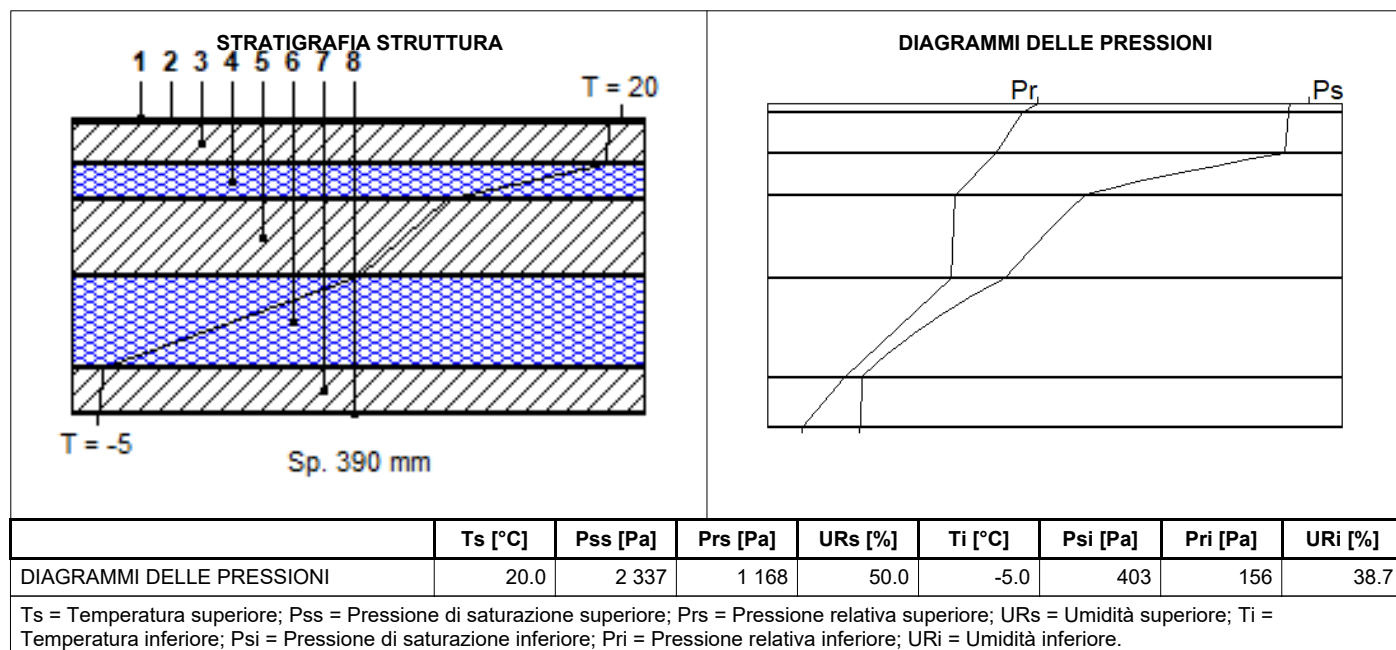 STRATIGRAFIA STRUTTURA
1 2 3 4 5 6 7 8
T = 20
T = -5
Sp. 390 mm
DIAGRAMMI DELLE PRESSIONI
Pr
Ps
Ts [°C] Pss [Pa] Prs [Pa] URs [%] Ti [°C] Psi [Pa] Pri [Pa] URi [%]
DIAGRAMMI DELLE PRESSIONI 20.0 2 337 1 168 50.0 -5.0 403 156 38.7
Ts = Temperatura superiore; Pss = Pressione di saturazione superiore; Prs = Pressione relativa superiore; URs = Umidità superiore; Ti =
Temperatura inferiore; Psi = Pressione di saturazione inferiore; Pri = Pressione relativa inferiore; URi = Umidità inferiore.